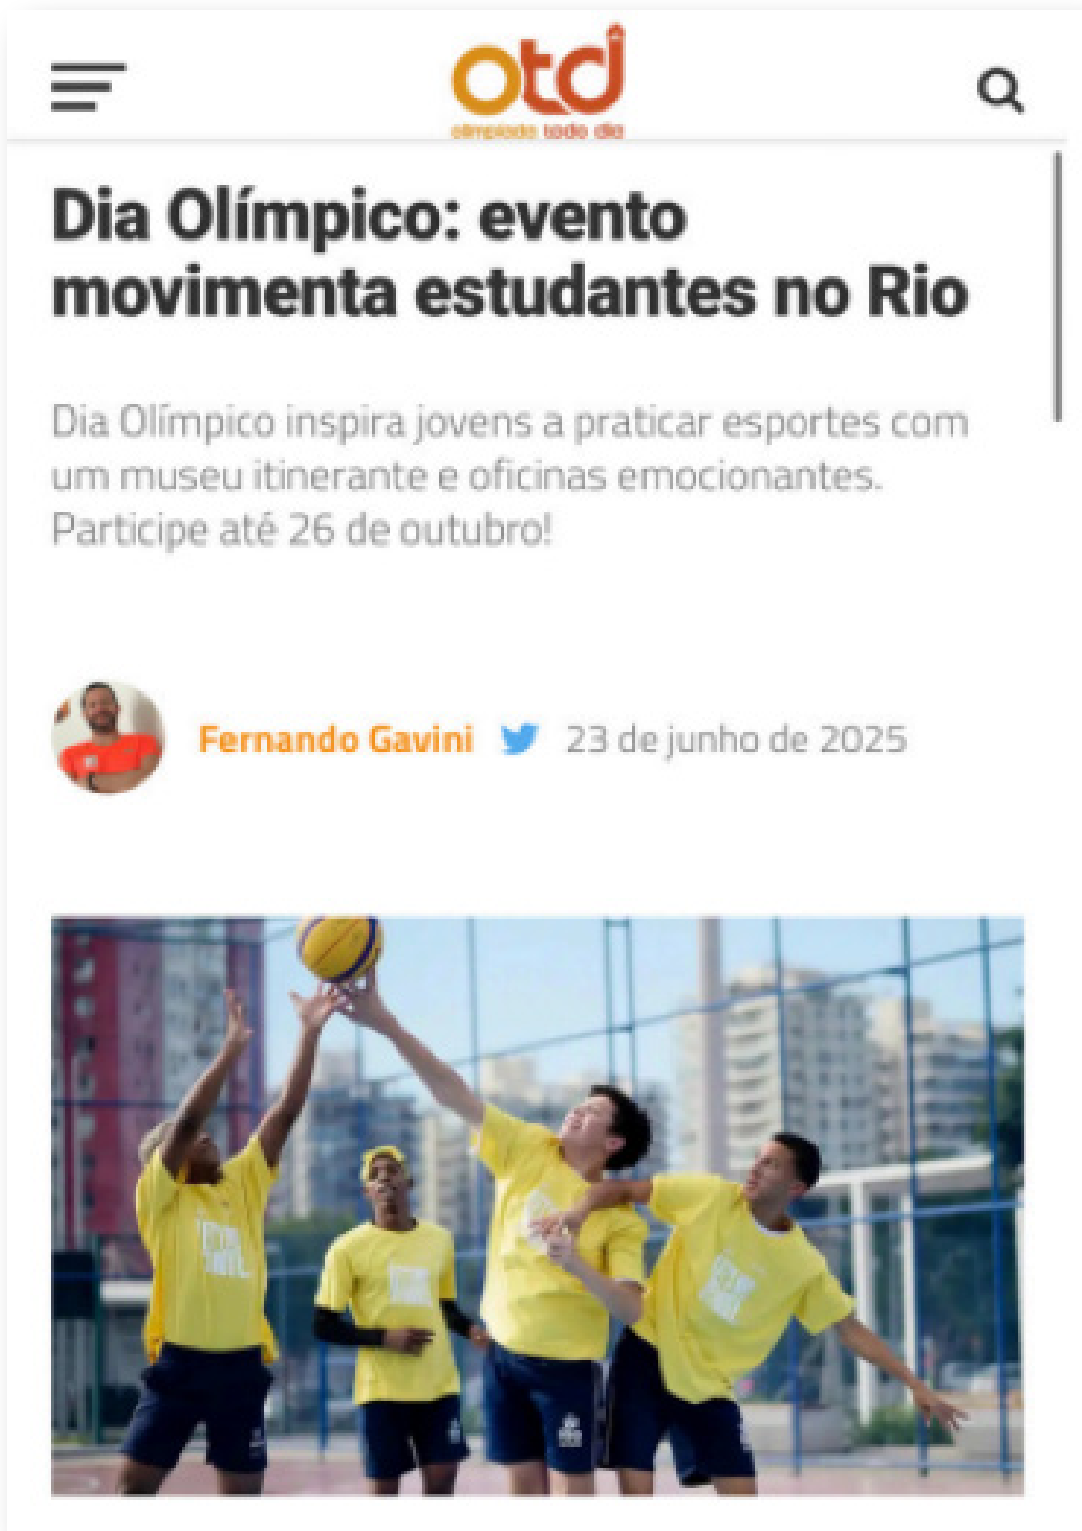 otd
olimpíada todo dia
Dia Olímpico: evento
movimenta estudantes no Rio
Dia Olímpico inspira jovens a praticar esportes com
um museu itinerante e oficinas emocionantes.
Participe até 26 de outubro!
Fernando Gavini 23 de junho de 2025